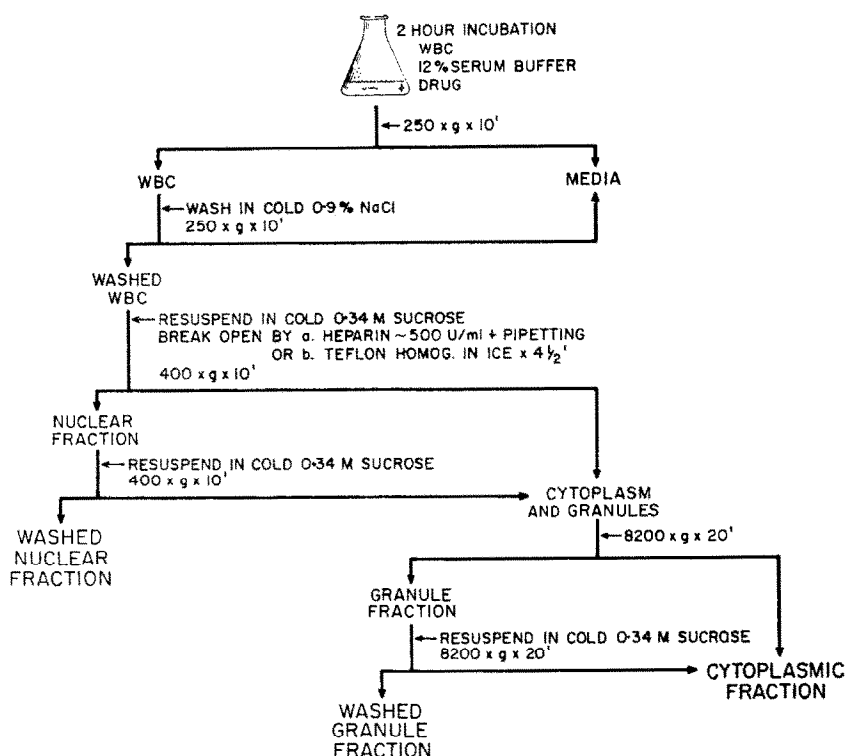 2 HOUR INCUBATION
WBC
12% SERUM BUFFER
DRUG
250 x g x 10'
WBC
MEDIA
WASH IN COLD 0·9% NaCl
250 x g x 10'
WASHED
WBC
RESUSPEND IN COLD 0·34 M SUCROSE
BREAK OPEN BY a. HEPARIN ~ 500 U/ml + PIPETTING
OR b. TEFLON HOMOG. IN ICE x 4½'
400 x g x 10'
NUCLEAR
FRACTION
RESUSPEND IN COLD 0·34 M SUCROSE
400 x g x 10'
CYTOPLASM
AND GRANULES
WASHED
NUCLEAR
FRACTION
8200 x g x 20'
GRANULE
FRACTION
RESUSPEND IN COLD 0·34 M SUCROSE
8200 x g x 20'
CYTOPLASMIC
FRACTION
WASHED
GRANULE
FRACTION